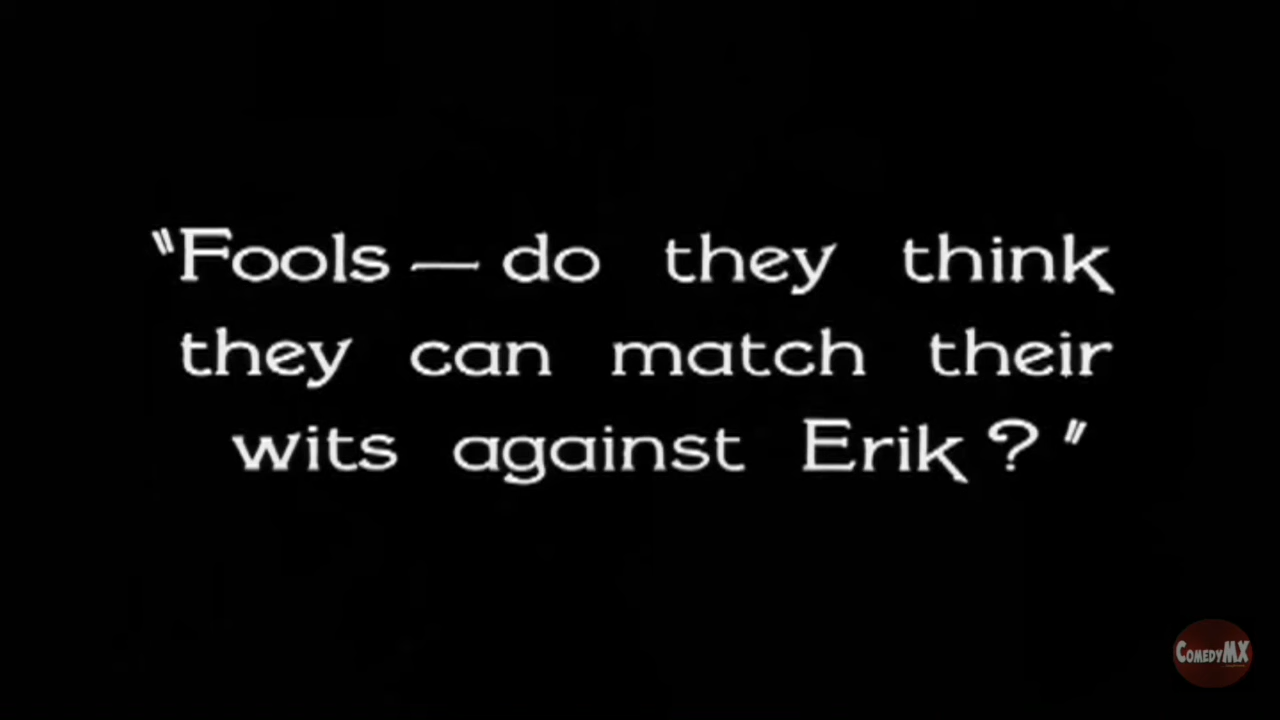 "Fools — do they think
they can match their
wits against Erik?"
COMEDYMX